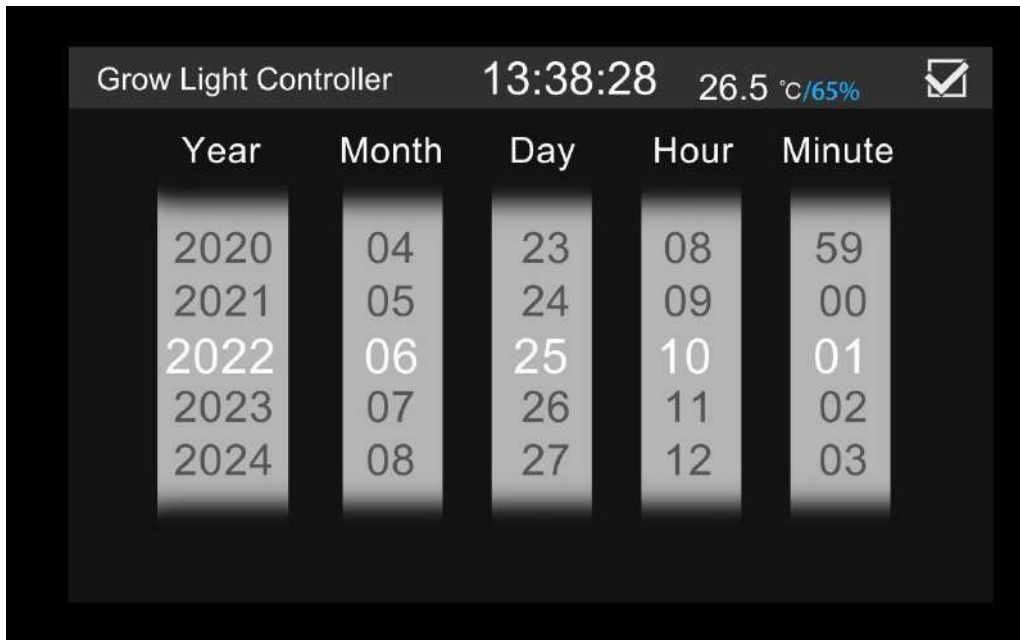 Grow Light Controller 13:38:28 26.5 °C/65%
Year Month Day Hour Minute
2020 04 23 08 59
2021 05 24 09 00
2022 06 25 10 01
2023 07 26 11 02
2024 08 27 12 03